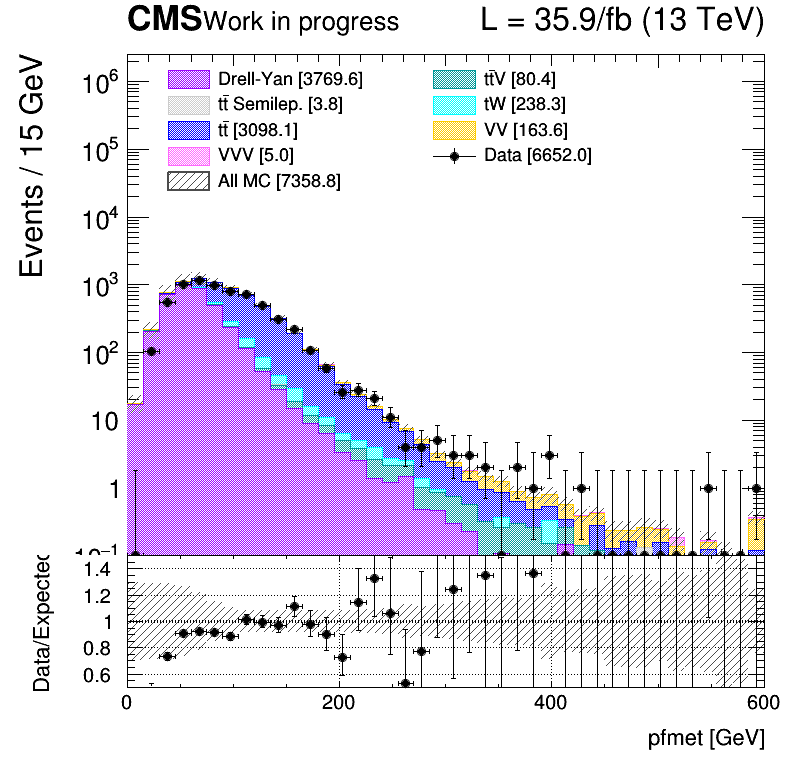 CMS Work in progress L = 35.9/fb (13 TeV)
Events / 15 GeV
Drell-Yan [3769.6]
tt̄ Semilep. [3.8]
tt̄ [3098.1]
VVV [5.0]
All MC [7358.8]
tt̄V [80.4]
tW [238.3]
VV [163.6]
Data [6652.0]
10⁶
10⁵
10⁴
10³
10²
10
1
10⁻¹
Data/Expected
1.4
1.2
1
0.8
0.6
0 200 400 600
pfmet [GeV]